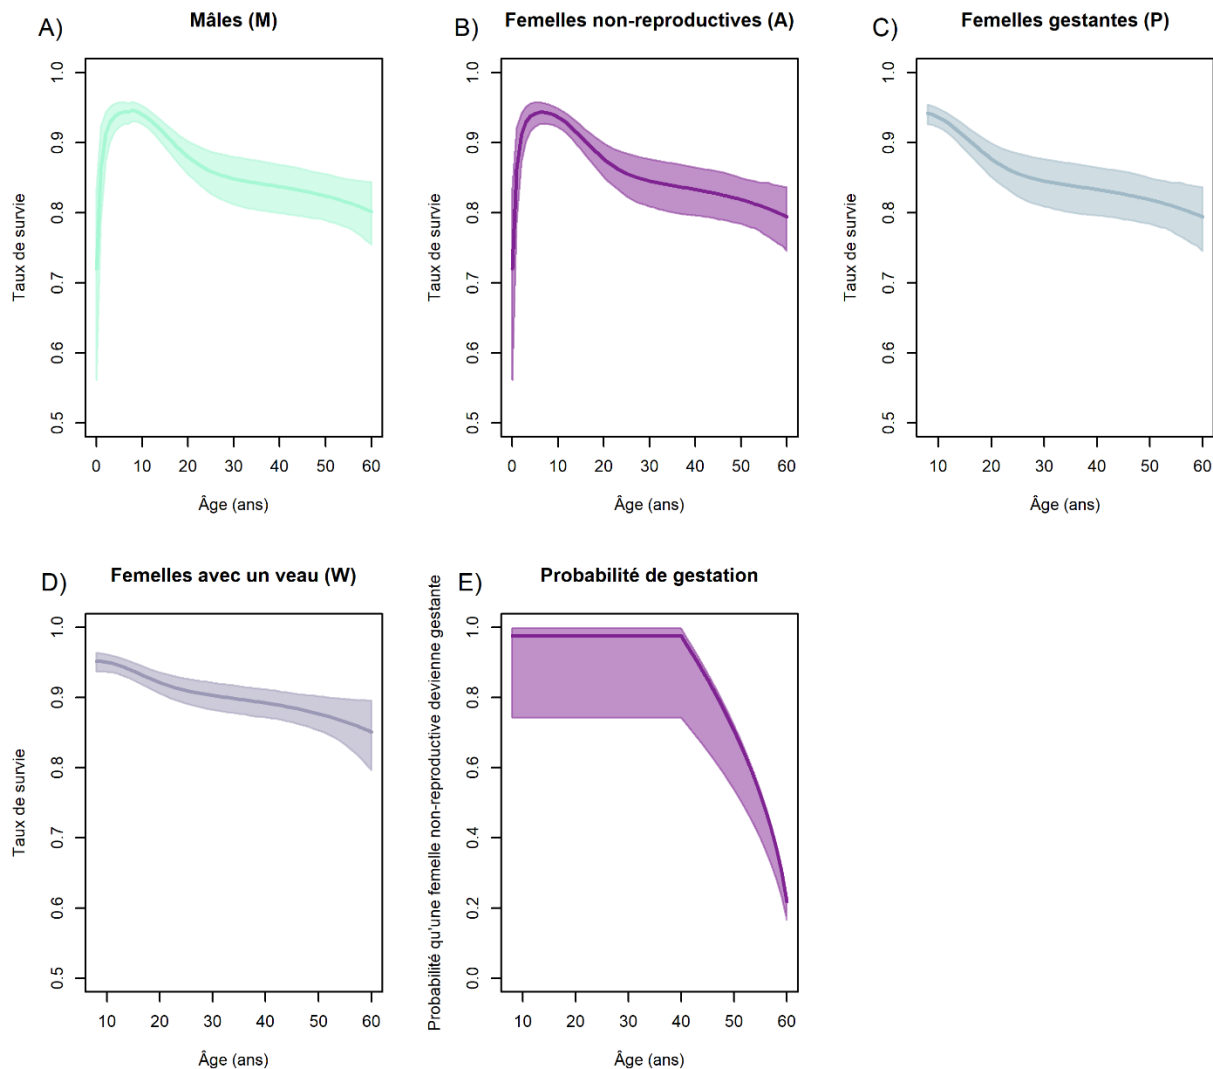 A) Mâles (M)
1.0
0.9
0.8
0.7
0.6
0.5
Taux de survie
0 10 20 30 40 50 60
Âge (ans)
B) Femelles non-reproductives (A)
1.0
0.9
0.8
0.7
0.6
0.5
Taux de survie
0 10 20 30 40 50 60
Âge (ans)
C) Femelles gestantes (P)
1.0
0.9
0.8
0.7
0.6
0.5
Taux de survie
10 20 30 40 50 60
Âge (ans)
D) Femelles avec un veau (W)
1.0
0.9
0.8
0.7
0.6
0.5
Taux de survie
10 20 30 40 50 60
Âge (ans)
E) Probabilité de gestation
1.0
0.8
0.6
0.4
0.2
0.0
Probabilité qu'une femelle non-reproductive devienne gestante
10 20 30 40 50 60
Âge (ans)